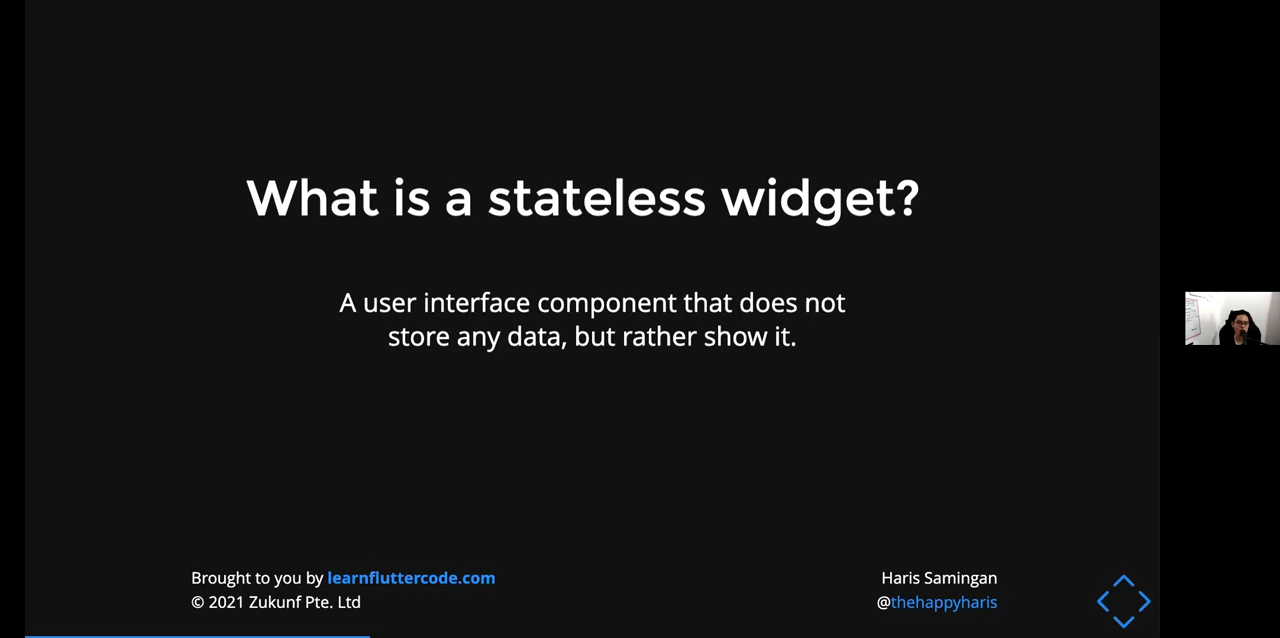 What is a stateless widget?
A user interface component that does not
store any data, but rather show it.
Brought to you by learnfluttercode.com
© 2021 Zukunf Pte. Ltd
Haris Samingan
@thehappyharis